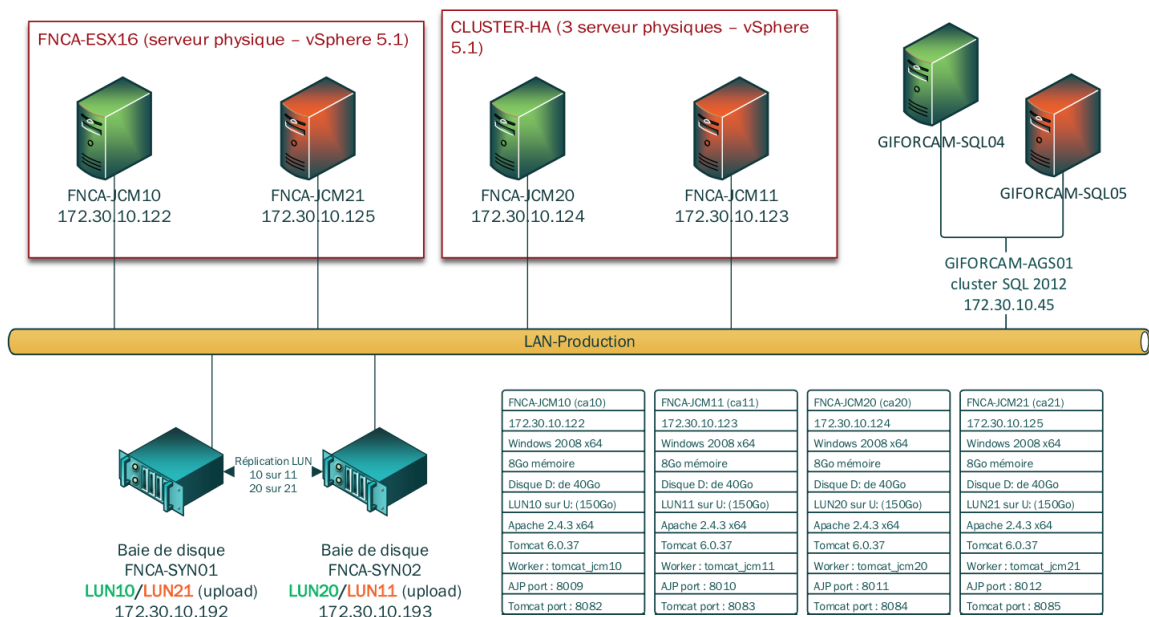 FNCA-ESX16 (serveur physique – vSphere 5.1)
FNCA-JCM10
172.30.10.122
FNCA-JCM21
172.30.10.125
CLUSTER-HA (3 serveur physiques – vSphere
5.1)
FNCA-JCM20
172.30.10.124
FNCA-JCM11
172.30.10.123
GIFORCAM-SQL04
GIFORCAM-SQL05
GIFORCAM-AGS01
cluster SQL 2012
172.30.10.45
LAN-Production
Réplication LUN
10 sur 11
20 sur 21
Baie de disque
FNCA-SYN01
LUN10/LUN21 (upload)
172.30.10.192
Baie de disque
FNCA-SYN02
LUN20/LUN11 (upload)
172.30.10.193
FNCA-JCM10 (ca10)
172.30.10.122
Windows 2008 x64
8Go mémoire
Disque D: de 40Go
LUN10 sur U: (150Go)
Apache 2.4.3 x64
Tomcat 6.0.37
Worker : tomcat_jcm10
AJP port : 8009
Tomcat port : 8082
FNCA-JCM11 (ca11)
172.30.10.123
Windows 2008 x64
8Go mémoire
Disque D: de 40Go
LUN11 sur U: (150Go)
Apache 2.4.3 x64
Tomcat 6.0.37
Worker : tomcat_jcm11
AJP port : 8010
Tomcat port : 8083
FNCA-JCM20 (ca20)
172.30.10.124
Windows 2008 x64
8Go mémoire
Disque D: de 40Go
LUN20 sur U: (150Go)
Apache 2.4.3 x64
Tomcat 6.0.37
Worker : tomcat_jcm20
AJP port : 8011
Tomcat port : 8084
FNCA-JCM21 (ca21)
172.30.10.125
Windows 2008 x64
8Go mémoire
Disque D: de 40Go
LUN21 sur U: (150Go)
Apache 2.4.3 x64
Tomcat 6.0.37
Worker : tomcat_jcm21
AJP port : 8012
Tomcat port : 8085